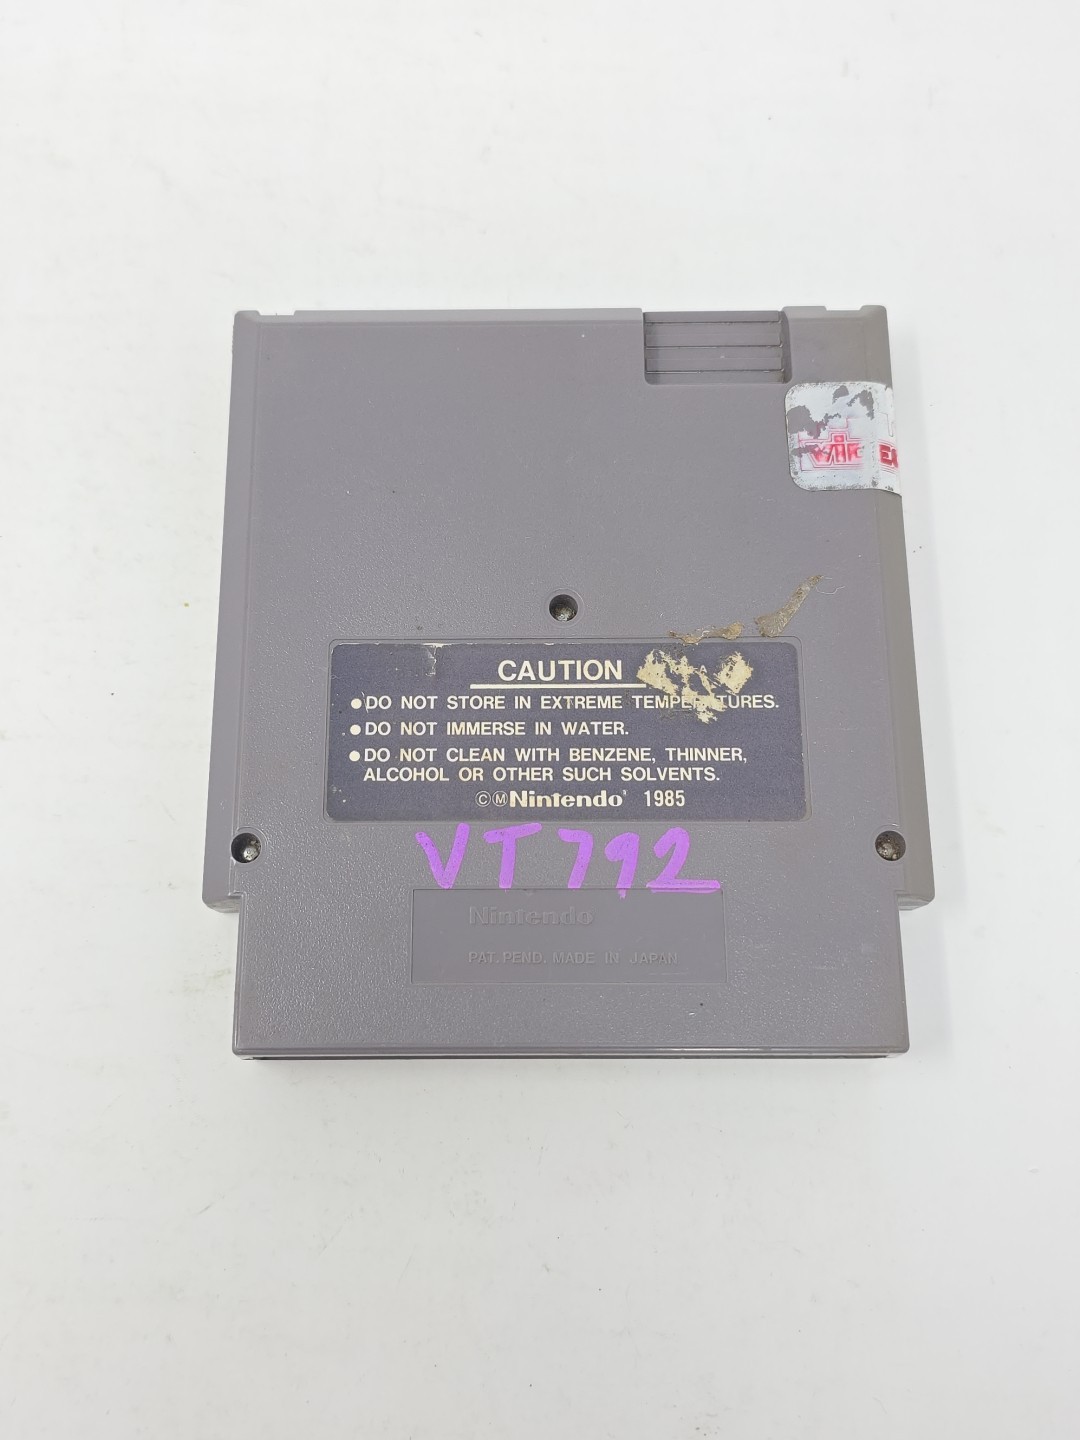 CAUTION
●DO NOT STORE IN EXTREME TEMPERATURES.
●DO NOT IMMERSE IN WATER.
●DO NOT CLEAN WITH BENZENE, THINNER,
ALCOHOL OR OTHER SUCH SOLVENTS.
©Ⓜ Nintendo 1985
VT792
Nintendo
PAT. PEND. MADE IN JAPAN